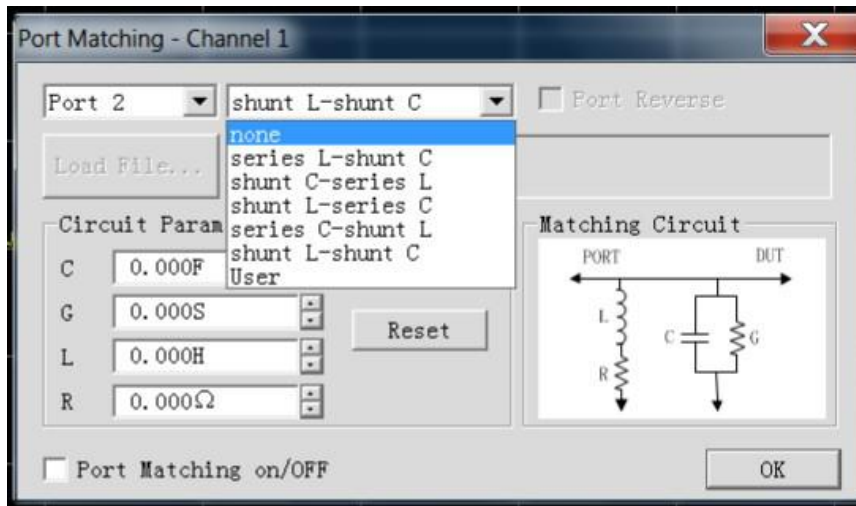 Port Matching - Channel 1
Port 2
shunt L-shunt C
Port Reverse
none
series L-shunt C
shunt C-series L
shunt L-series C
series C-shunt L
shunt L-shunt C
User
Load File...
Circuit Param
C 0.000F
G 0.000S
L 0.000H
R 0.000Ω
Reset
Matching Circuit
PORT DUT
L C G
R
Port Matching on/OFF
OK